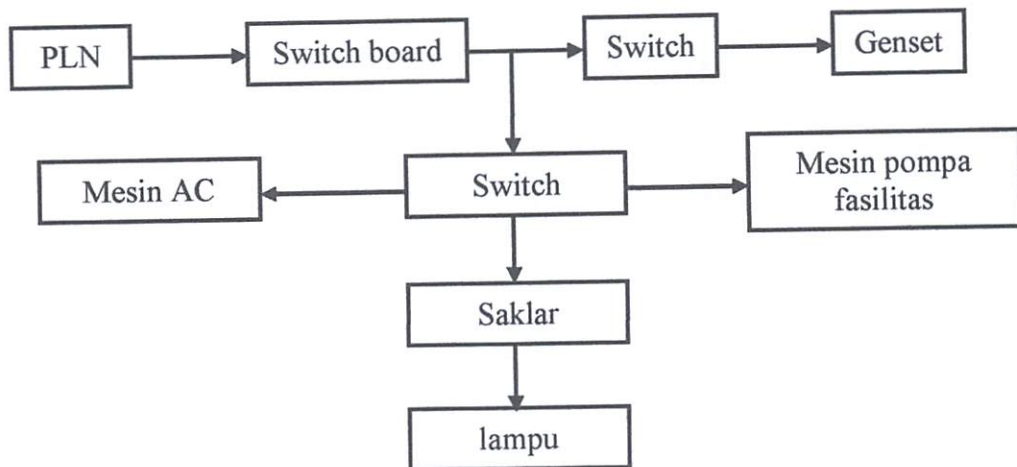 PLN
Switch board
Switch
Genset
Mesin AC
Switch
Mesin pompa
fasilitas
Saklar
lampu